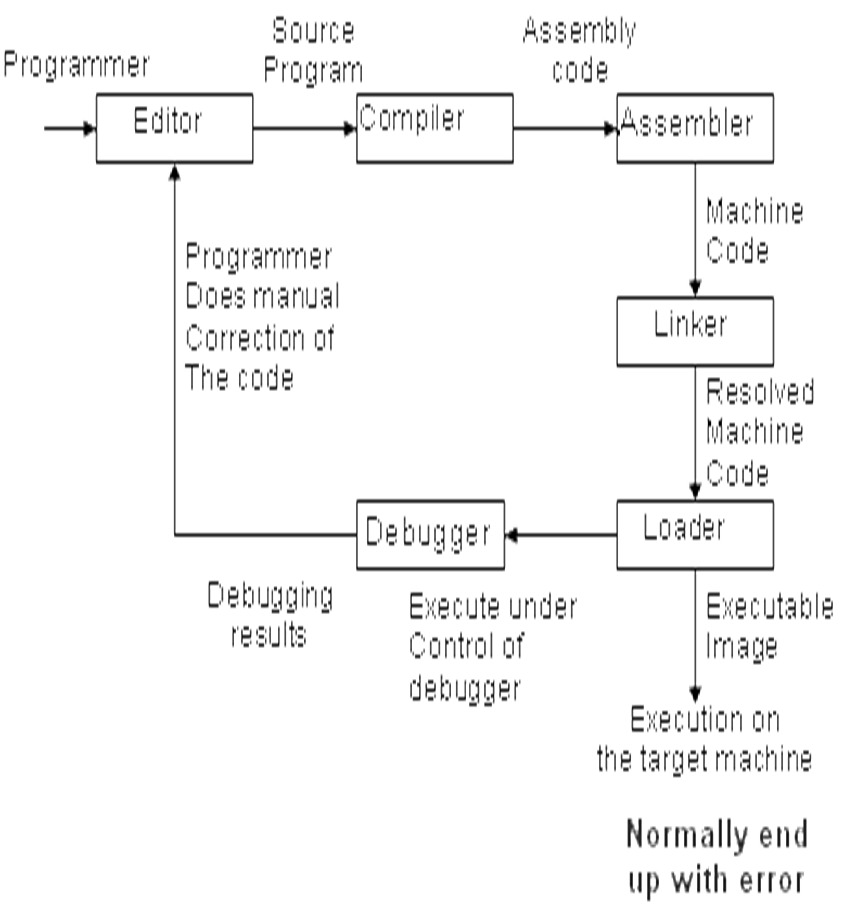 Programmer
Source
Program
Assembly
code
Editor
Compiler
Assembler
Machine
Code
Programmer
Does manual
Correction of
The code
Linker
Resolved
Machine
Code
Debugger
Loader
Debugging
results
Execute under
Control of
debugger
Executable
Image
Execution on
the target machine
Normally end
up with error